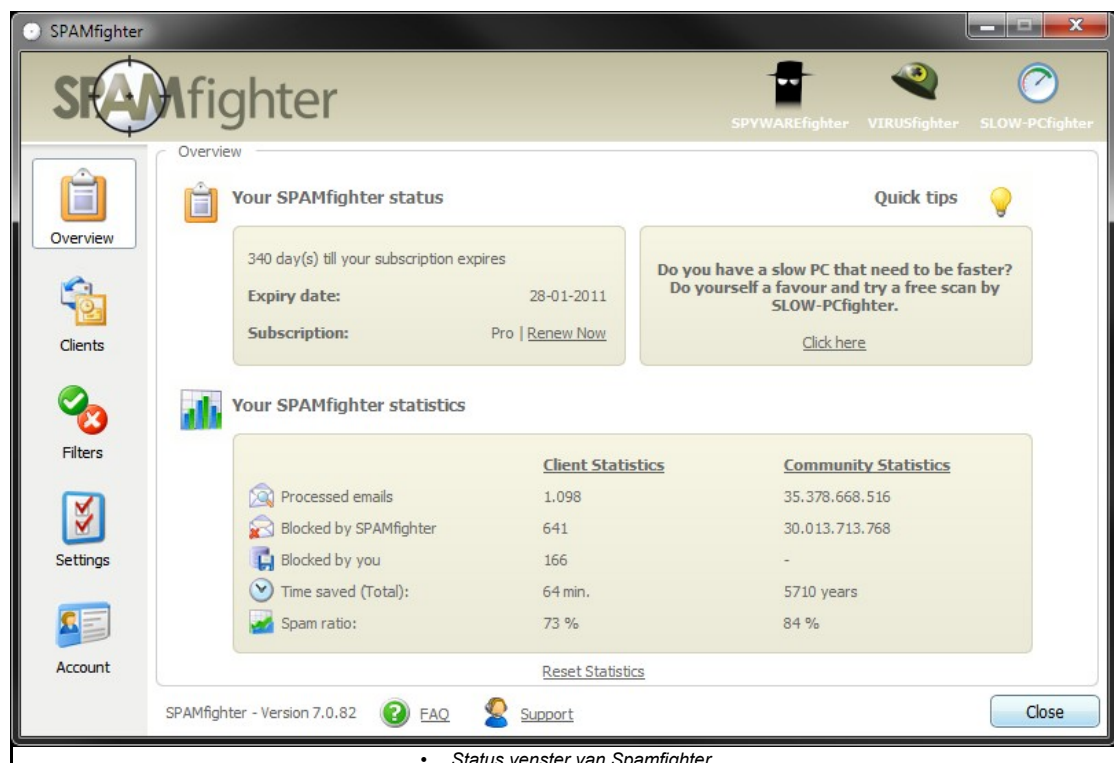 SPAMfighter
SPAMfighter
SPYWAREfighter VIRUSfighter SLOW-PCfighter
Overview
Overview
Clients
Filters
Settings
Account
Your SPAMfighter status
340 day(s) till your subscription expires
Expiry date: 28-01-2011
Subscription: Pro | Renew Now
Quick tips
Do you have a slow PC that need to be faster?
Do yourself a favour and try a free scan by
SLOW-PCfighter.
Click here
Your SPAMfighter statistics
Client Statistics Community Statistics
Processed emails 1.098 35.378.668.516
Blocked by SPAMfighter 641 30.013.713.768
Blocked by you 166 -
Time saved (Total): 64 min. 5710 years
Spam ratio: 73 % 84 %
Reset Statistics
SPAMfighter - Version 7.0.82 FAQ Support Close
• Status venster van Spamfighter